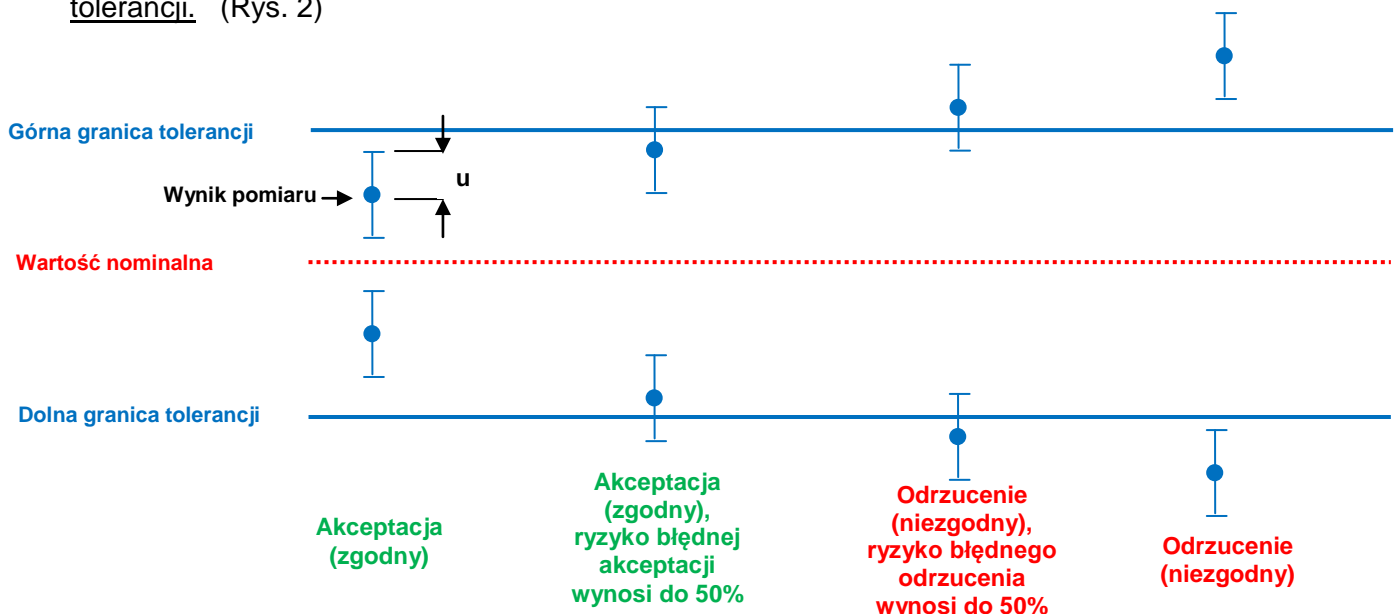 tolerancji. (Rys. 2)
Górna granica tolerancji
u
Wynik pomiaru
Wartość nominalna
Dolna granica tolerancji
Akceptacja
(zgodny)
Akceptacja
(zgodny),
ryzyko błędnej
akceptacji
wynosi do 50%
Odrzucenie
(niezgodny),
ryzyko błędnego
odrzucenia
wynosi do 50%
Odrzucenie
(niezgodny)